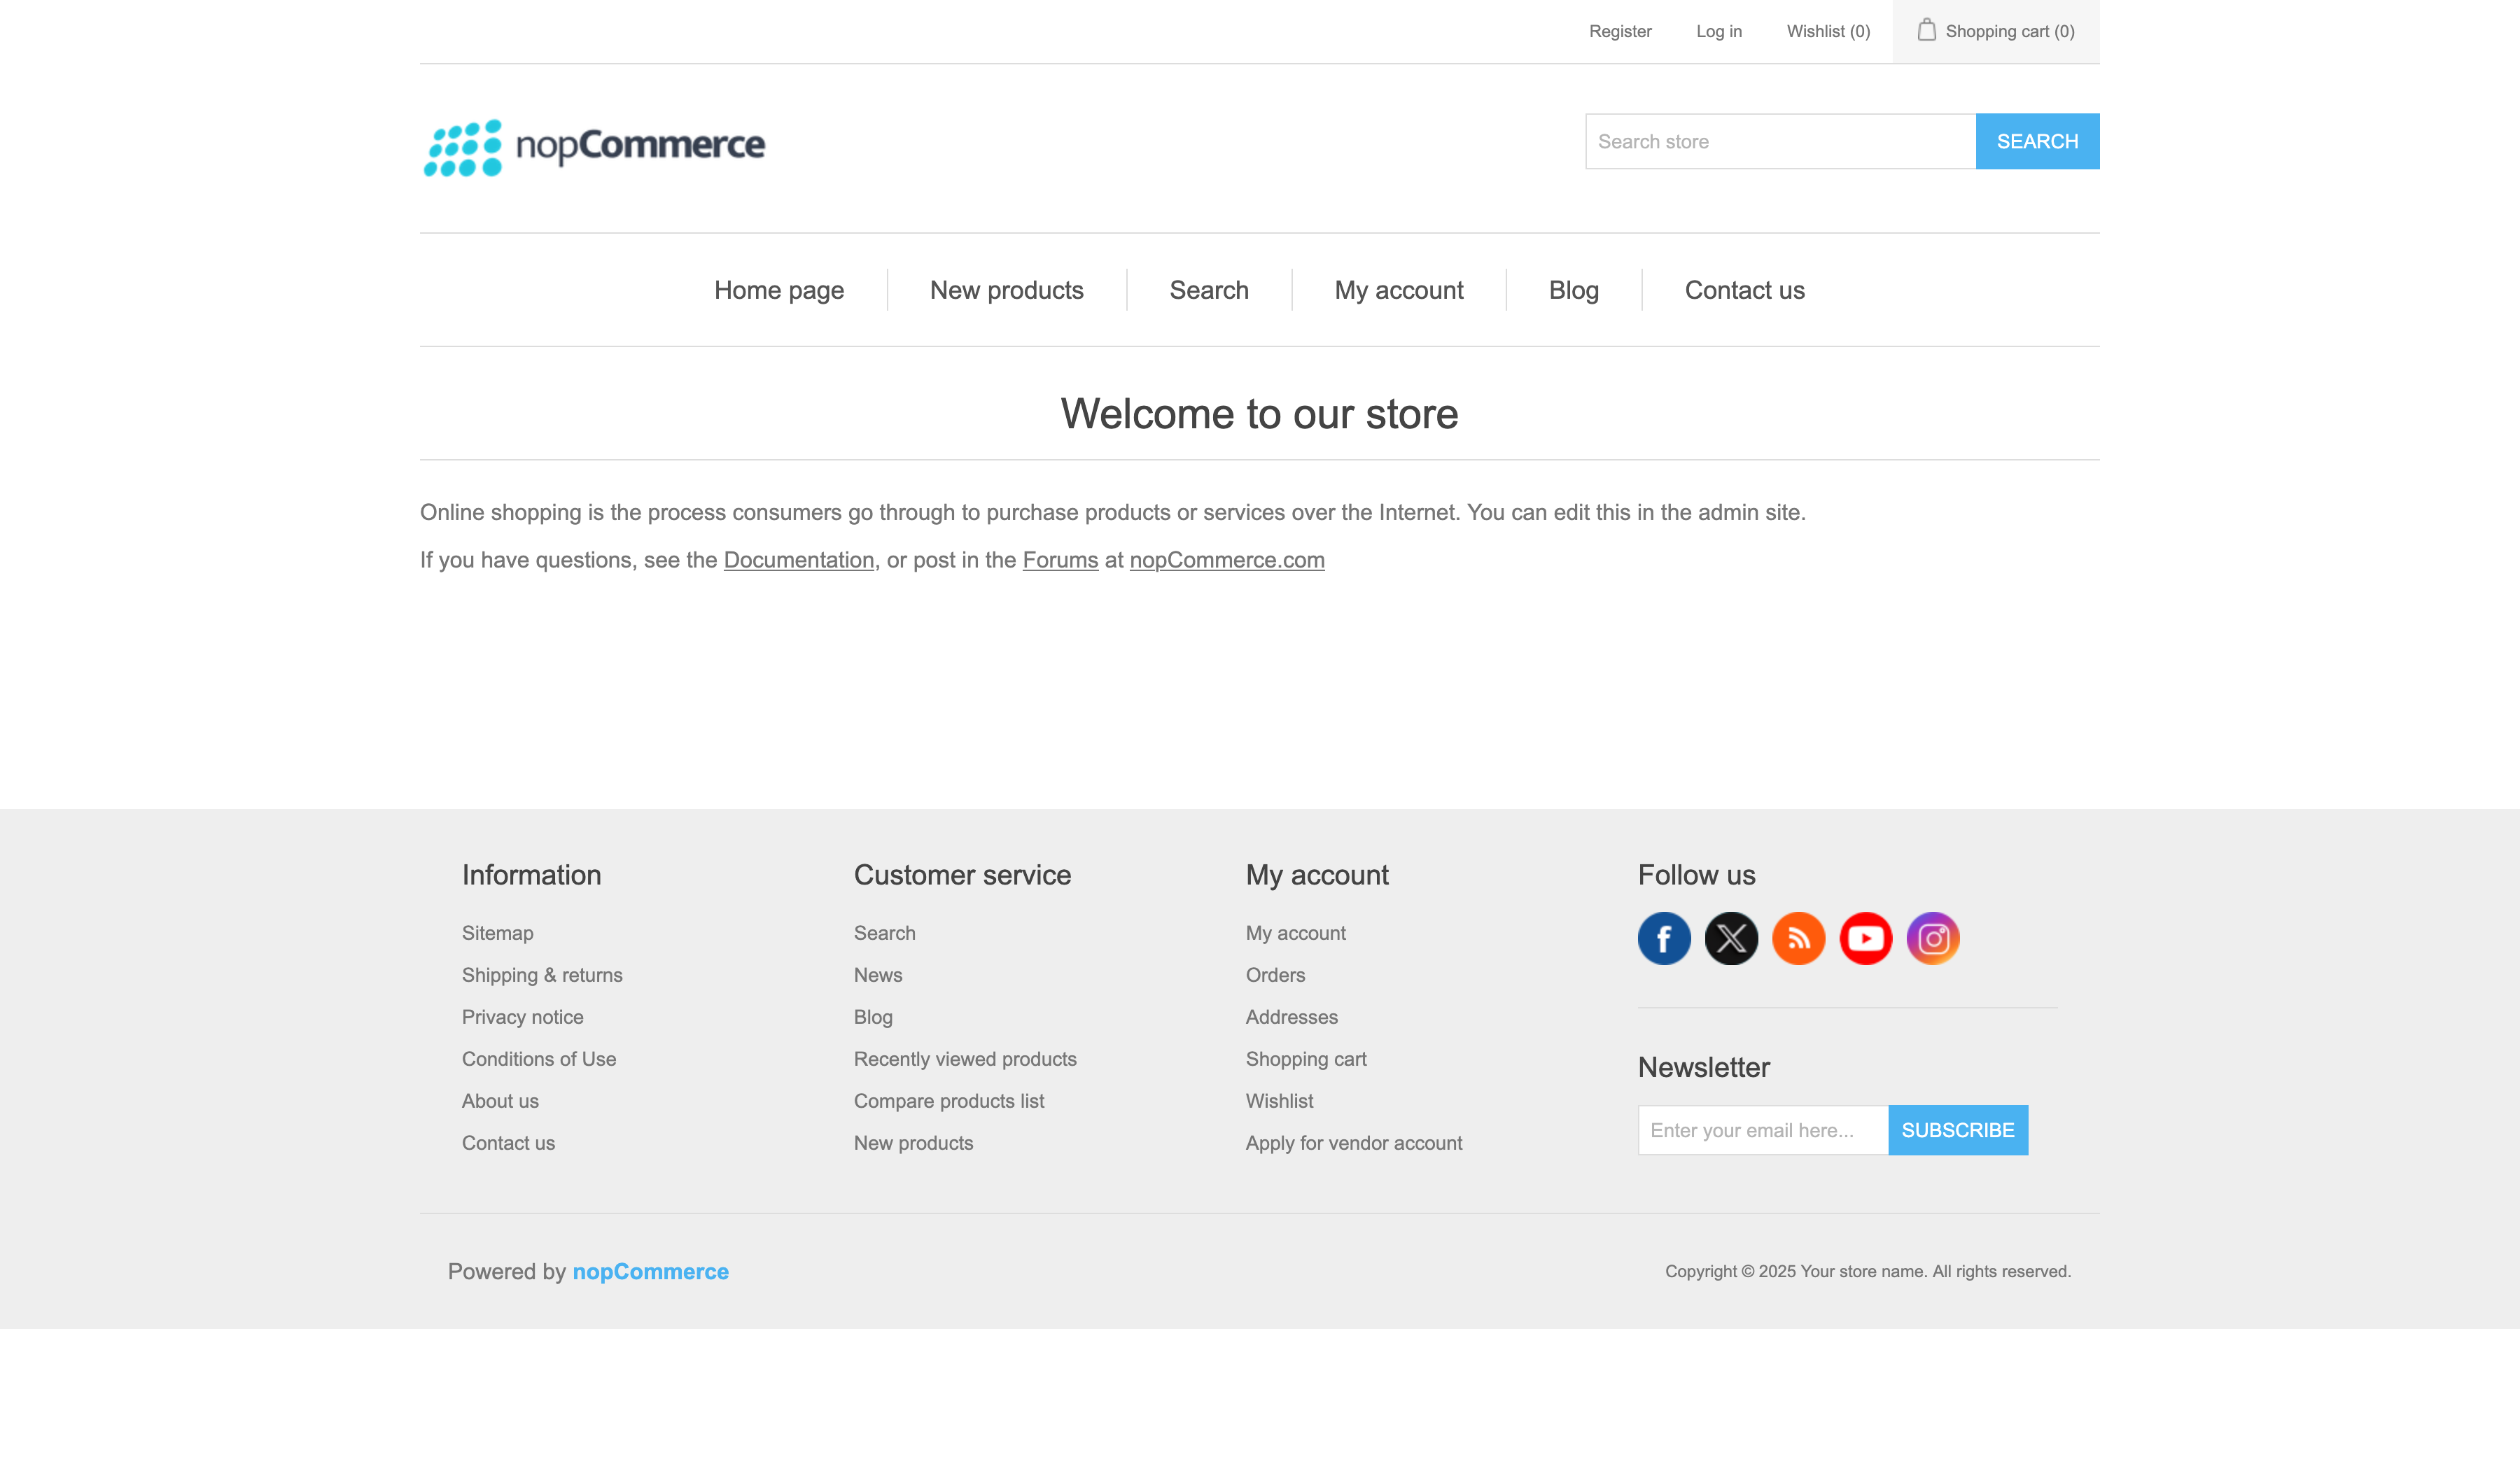 Register Log in Wishlist (0) Shopping cart (0)
nopCommerce
Search store SEARCH
Home page New products Search My account Blog Contact us
Welcome to our store
Online shopping is the process consumers go through to purchase products or services over the Internet. You can edit this in the admin site.
If you have questions, see the Documentation, or post in the Forums at nopCommerce.com
Information
Sitemap
Shipping & returns
Privacy notice
Conditions of Use
About us
Contact us
Customer service
Search
News
Blog
Recently viewed products
Compare products list
New products
My account
My account
Orders
Addresses
Shopping cart
Wishlist
Apply for vendor account
Follow us
Newsletter
Enter your email here... SUBSCRIBE
Powered by nopCommerce
Copyright © 2025 Your store name. All rights reserved.